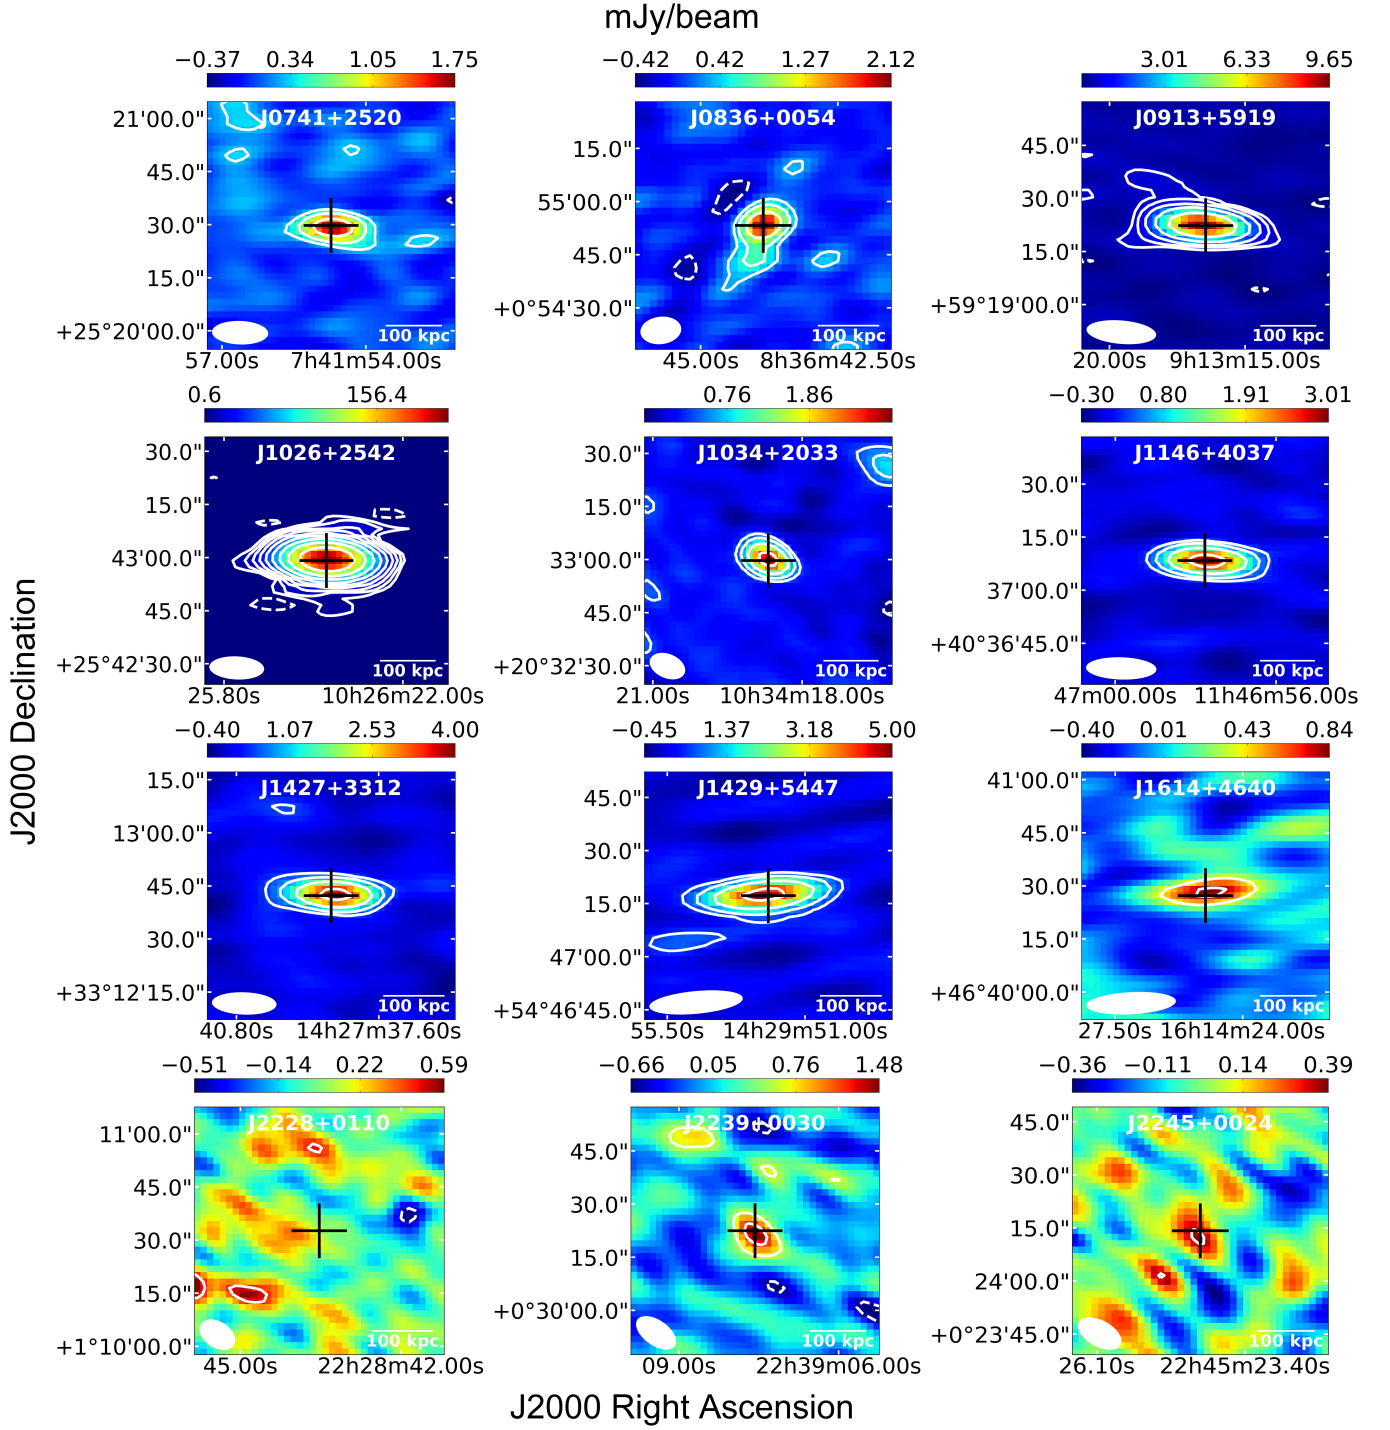 mJy/beam
−0.37 0.34 1.05 1.75
−0.42 0.42 1.27 2.12
3.01 6.33 9.65
J0741+2520
J0836+0054
J0913+5919
21'00.0"
45.0"
30.0"
15.0"
+25°20'00.0"
57.00s 7h41m54.00s
100 kpc
15.0"
55'00.0"
45.0"
+0°54'30.0"
45.00s 8h36m42.50s
100 kpc
45.0"
30.0"
15.0"
+59°19'00.0"
20.00s 9h13m15.00s
100 kpc
0.6 156.4
0.76 1.86
−0.30 0.80 1.91 3.01
J1026+2542
J1034+2033
J1146+4037
30.0"
15.0"
43'00.0"
45.0"
+25°42'30.0"
25.80s 10h26m22.00s
100 kpc
30.0"
15.0"
33'00.0"
45.0"
+20°32'30.0"
21.00s 10h34m18.00s
100 kpc
30.0"
15.0"
37'00.0"
+40°36'45.0"
47m00.00s 11h46m56.00s
100 kpc
J2000 Declination
−0.40 1.07 2.53 4.00
−0.45 1.37 3.18 5.00
−0.40 0.01 0.43 0.84
J1427+3312
J1429+5447
J1614+4640
15.0"
13'00.0"
45.0"
30.0"
+33°12'15.0"
40.80s 14h27m37.60s
100 kpc
45.0"
30.0"
15.0"
47'00.0"
+54°46'45.0"
55.50s 14h29m51.00s
100 kpc
41'00.0"
45.0"
30.0"
15.0"
+46°40'00.0"
27.50s 16h14m24.00s
100 kpc
−0.51 −0.14 0.22 0.59
−0.66 0.05 0.76 1.48
−0.36 −0.11 0.14 0.39
J2228+0110
J2239+0030
J2245+0024
11'00.0"
45.0"
30.0"
15.0"
+1°10'00.0"
45.00s 22h28m42.00s
100 kpc
45.0"
30.0"
15.0"
+0°30'00.0"
09.00s 22h39m06.00s
100 kpc
45.0"
30.0"
15.0"
24'00.0"
+0°23'45.0"
26.10s 22h45m23.40s
100 kpc
J2000 Right Ascension